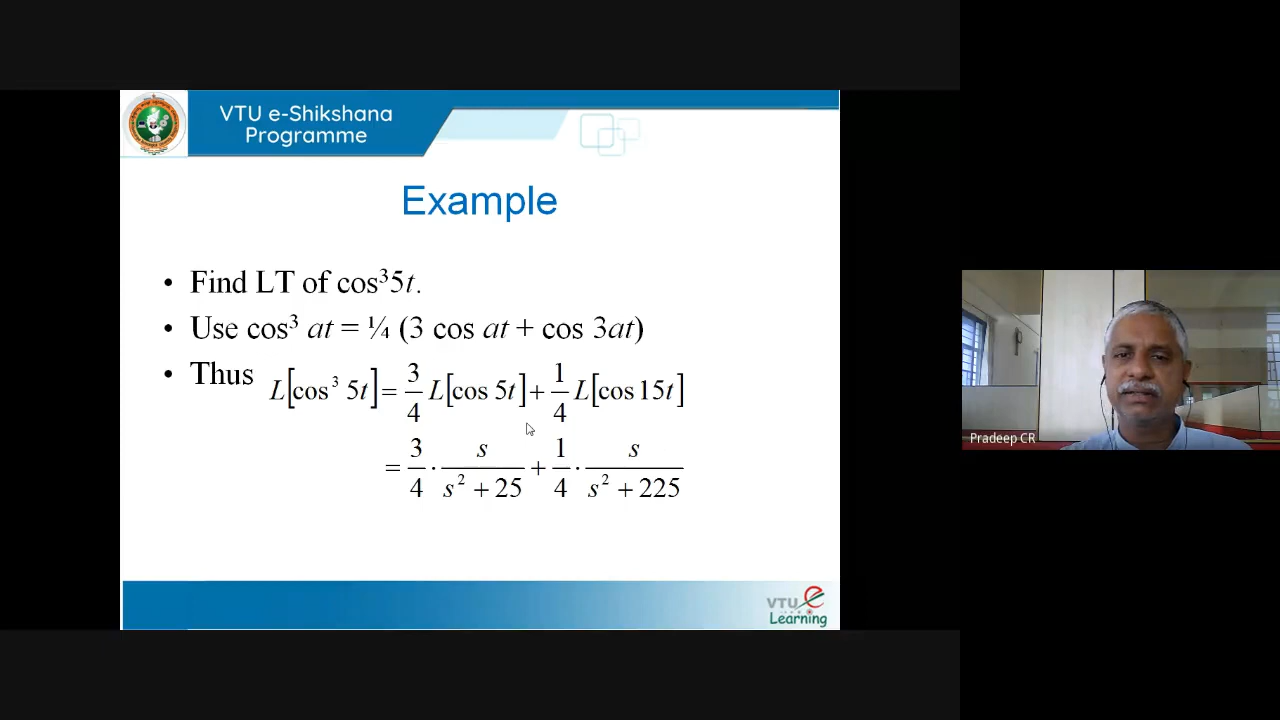 VTU e-Shikshana
Programme
Example
• Find LT of cos³5t.
• Use cos³ at = ¼ (3 cos at + cos 3at)
• Thus L[cos³ 5t] = 3/4 L[cos 5t] + 1/4 L[cos 15t]
= 3/4 · s/(s² + 25) + 1/4 · s/(s² + 225)
Pradeep CR
VTU e
Learning